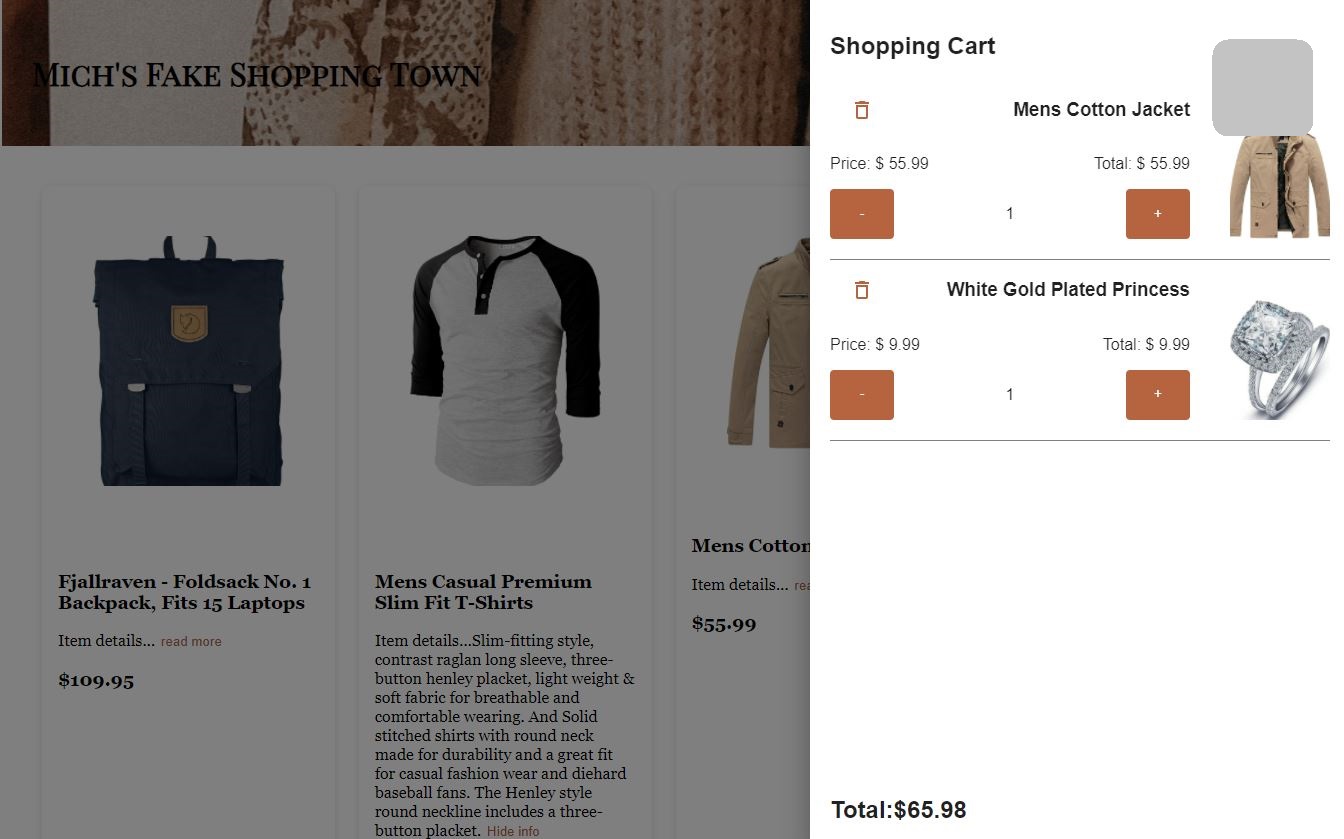 Mich's Fake Shopping Town
Fjallraven - Foldsack No. 1
Backpack, Fits 15 Laptops
Item details... read more
$109.95
Mens Casual Premium
Slim Fit T-Shirts
Item details...Slim-fitting style,
contrast raglan long sleeve, three-
button henley placket, light weight &
soft fabric for breathable and
comfortable wearing. And Solid
stitched shirts with round neck
made for durability and a great fit
for casual fashion wear and diehard
baseball fans. The Henley style
round neckline includes a three-
button placket. Hide info
Mens Cotton
Item details... rea
$55.99
Shopping Cart
Mens Cotton Jacket
Price: $ 55.99 Total: $ 55.99
- 1 +
White Gold Plated Princess
Price: $ 9.99 Total: $ 9.99
- 1 +
Total:$65.98